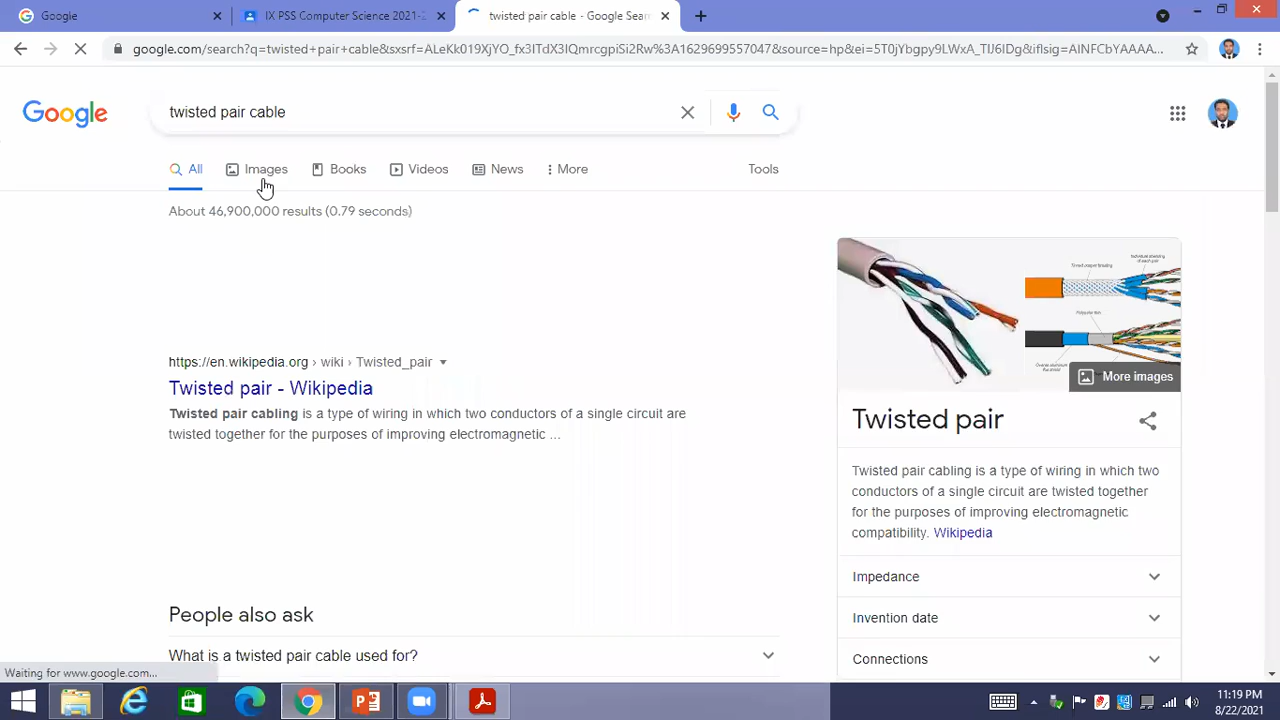 Google
IX PSS Computer Science 2021-2
twisted pair cable - Google Sear
google.com/search?q=twisted+pair+cable&sxsrf=ALeKk019XjYO_fx3ITdX3IQmrcgpiSi2Rw%3A1629699557047&source=hp&ei=5T0jYbgpy9LWxA_TIJ6IDg&iflsig=AINFCbYAAAA...
Google
twisted pair cable
All
Images
Books
Videos
News
More
Tools
About 46,900,000 results (0.79 seconds)
https://en.wikipedia.org › wiki › Twisted_pair
Twisted pair - Wikipedia
Twisted pair cabling is a type of wiring in which two conductors of a single circuit are
twisted together for the purposes of improving electromagnetic ...
People also ask
What is a twisted pair cable used for?
More images
Twisted pair
Twisted pair cabling is a type of wiring in which two
conductors of a single circuit are twisted together
for the purposes of improving electromagnetic
compatibility. Wikipedia
Impedance
Invention date
Connections
Waiting for www.google.com...
11:19 PM
8/22/2021